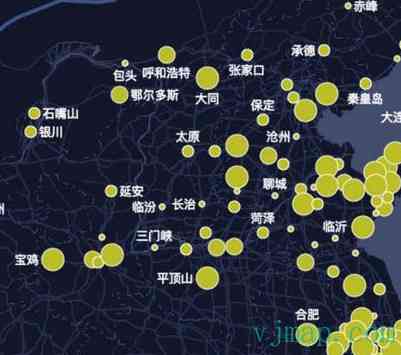 赤峰
承德
包头
呼和浩特
张家口
大同
鄂尔多斯
秦皇岛
保定
石嘴山
大连
银川
太原
沧州
延安
聊城
临汾
长治
州
菏泽
临沂
三门峡
宝鸡
平顶山
合肥
vjmap.com